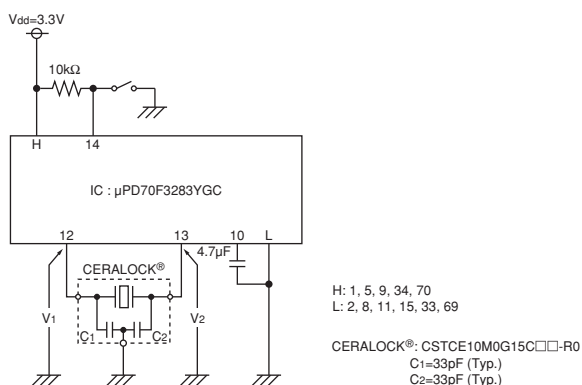 Vdd=3.3V
10kΩ
H
14
IC : µPD70F3283YGC
12
13
10
L
4.7µF
CERALOCK®
V1
C1
C2
V2
H: 1, 5, 9, 34, 70
L: 2, 8, 11, 15, 33, 69
CERALOCK®: CSTCE10M0G15C□□-R0
C1=33pF (Typ.)
C2=33pF (Typ.)